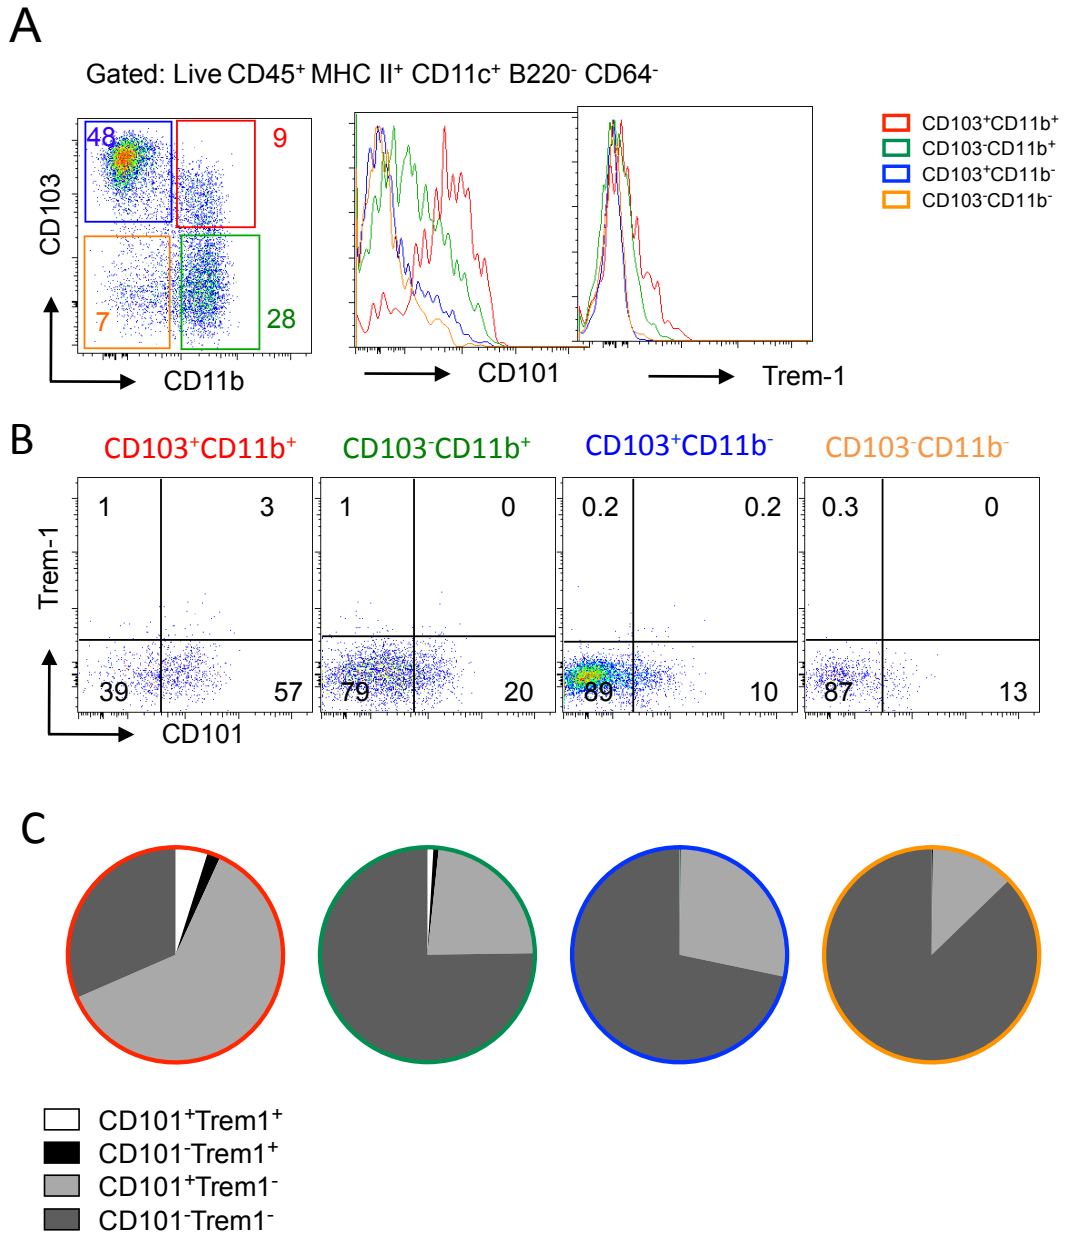 A
Gated: Live CD45⁺ MHC II⁺ CD11c⁺ B220⁻ CD64⁻
48
9
7
28
CD103
CD11b
CD101
Trem-1
CD103⁺CD11b⁺
CD103⁻CD11b⁺
CD103⁺CD11b⁻
CD103⁻CD11b⁻
B
CD103⁺CD11b⁺ CD103⁻CD11b⁺ CD103⁺CD11b⁻ CD103⁻CD11b⁻
Trem-1
1 3 1 0 0.2 0.2 0.3 0
39 57 79 20 89 10 87 13
CD101
C
CD101⁺Trem1⁺
CD101⁻Trem1⁺
CD101⁺Trem1⁻
CD101⁻Trem1⁻